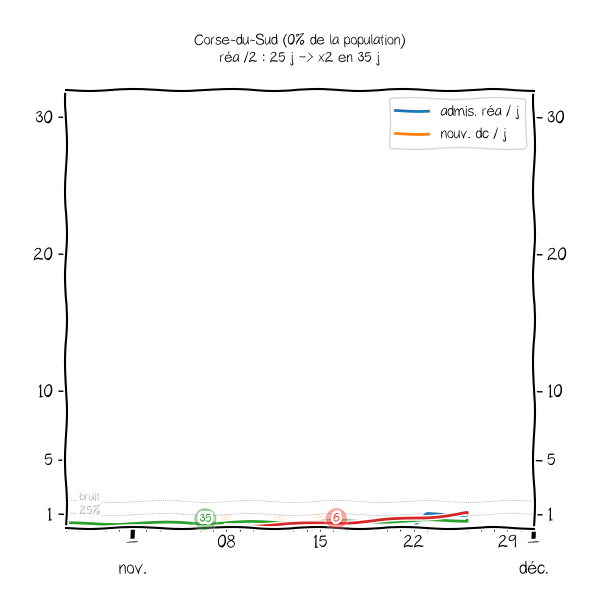 Corse-du-Sud (0% de la population)
réa /2 : 25 j -> x2 en 35 j
admis. réa / j
nouv. dc / j
30
30
20
20
10
10
5
5
bruit
25%
1
1
35
6
08
15
22
29
nov.
déc.